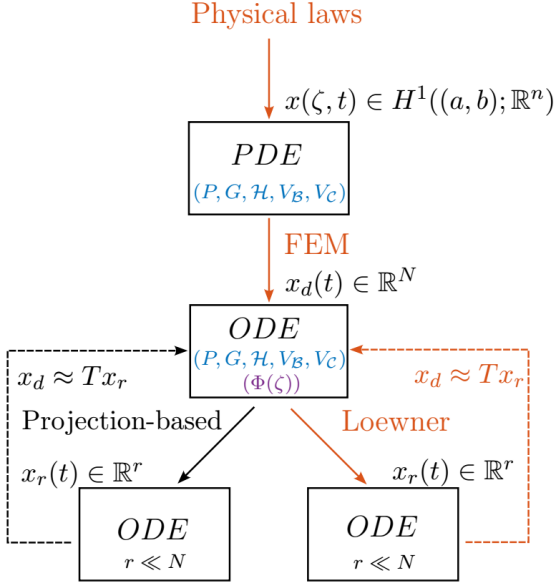 Physical laws
x(ζ, t) ∈ H¹((a, b); ℝⁿ)
PDE
(P, G, ℋ, V_ℬ, V_𝒞)
FEM
x_d(t) ∈ ℝᴺ
ODE
(P, G, ℋ, V_ℬ, V_𝒞)
(Φ(ζ))
x_d ≈ Tx_r
x_d ≈ Tx_r
Projection-based
Loewner
x_r(t) ∈ ℝʳ
x_r(t) ∈ ℝʳ
ODE
r ≪ N
ODE
r ≪ N